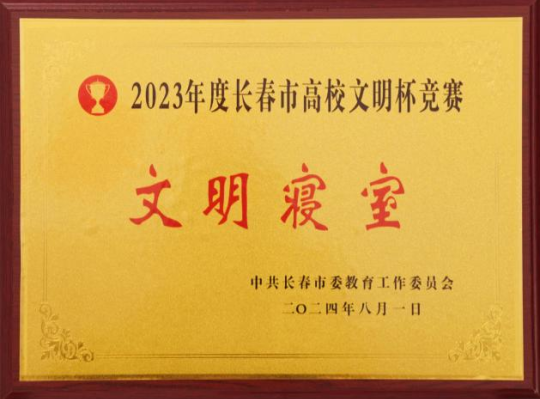 2023年度长春市高校文明杯竞赛
文明寝室
中共长春市委教育工作委员会
二〇二四年八月一日